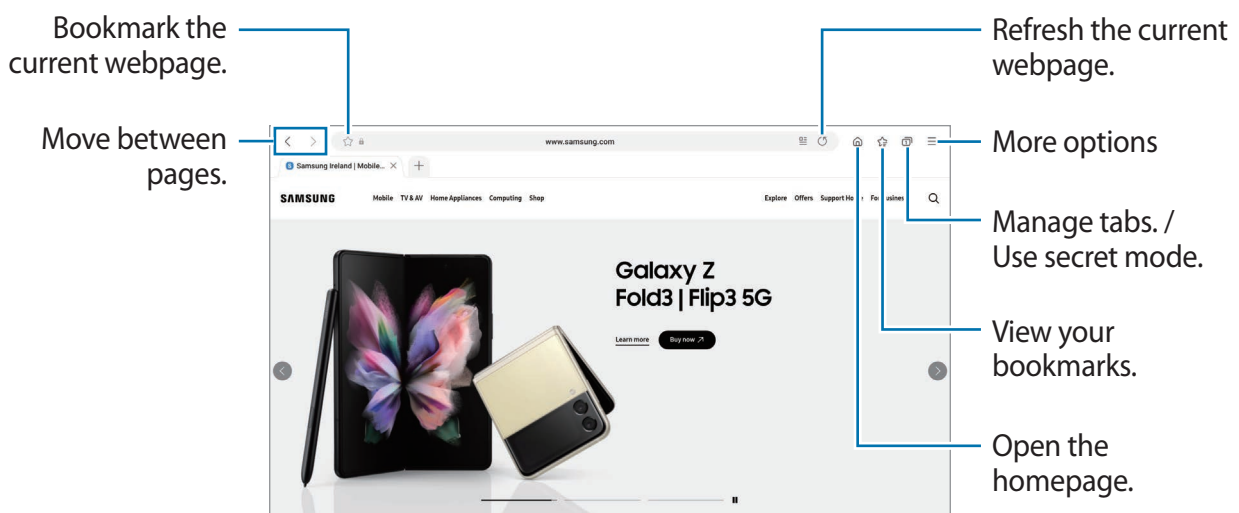 Bookmark the
current webpage.
Refresh the current
webpage.
Move between
pages.
www.samsung.com
More options
Samsung Ireland | Mobile...
SAMSUNG Mobile TV & AV Home Appliances Computing Shop Explore Offers Support
Manage tabs. /
Use secret mode.
Galaxy Z
Fold3 | Flip3 5G
Learn more Buy now
View your
bookmarks.
Open the
homepage.